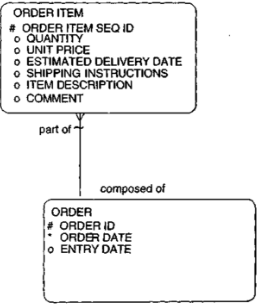 ORDER ITEM
# ORDER ITEM SEQ ID
o QUANTITY
o UNIT PRICE
o ESTIMATED DELIVERY DATE
o SHIPPING INSTRUCTIONS
o ITEM DESCRIPTION
o COMMENT
part of
composed of
ORDER
# ORDER ID
* ORDER DATE
o ENTRY DATE